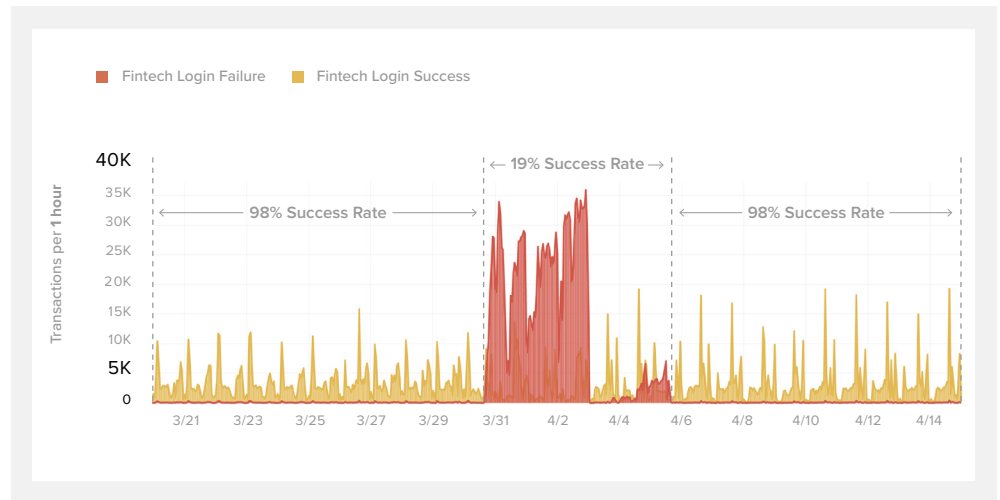 Fintech Login Failure Fintech Login Success
40K
19% Success Rate
35K
98% Success Rate 98% Success Rate
30K
25K
20K
15K
10K
5K
0
Transactions per 1 hour
3/21 3/23 3/25 3/27 3/29 3/31 4/2 4/4 4/6 4/8 4/10 4/12 4/14